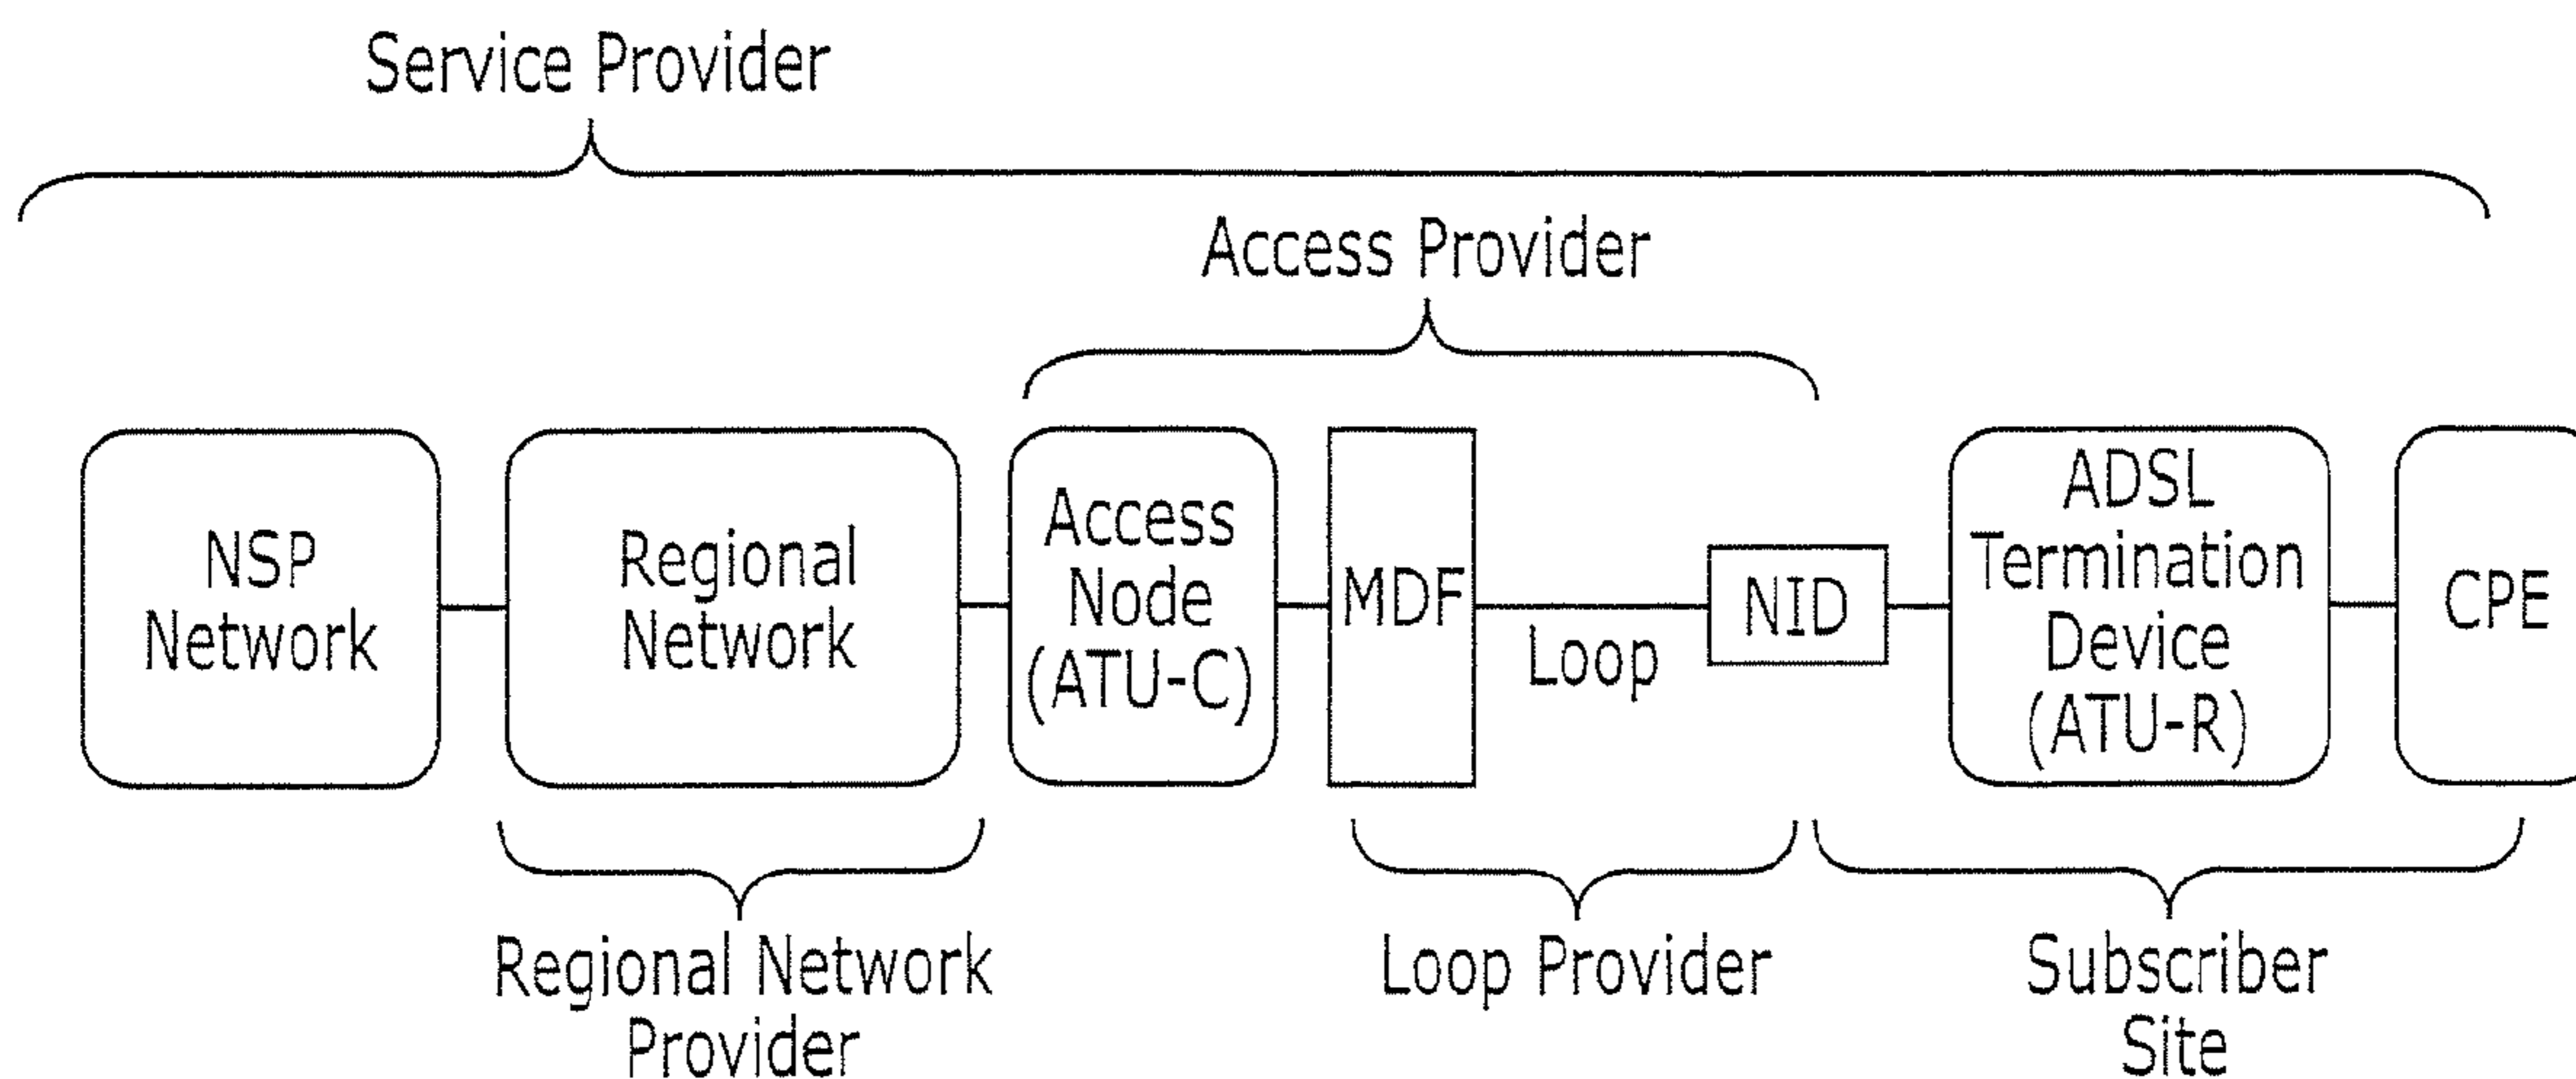 Service Provider
Access Provider
NSP
Network
Regional
Network
Access
Node
(ATU-C)
MDF
Loop
NID
ADSL
Termination
Device
(ATU-R)
CPE
Regional Network
Provider
Loop Provider
Subscriber
Site